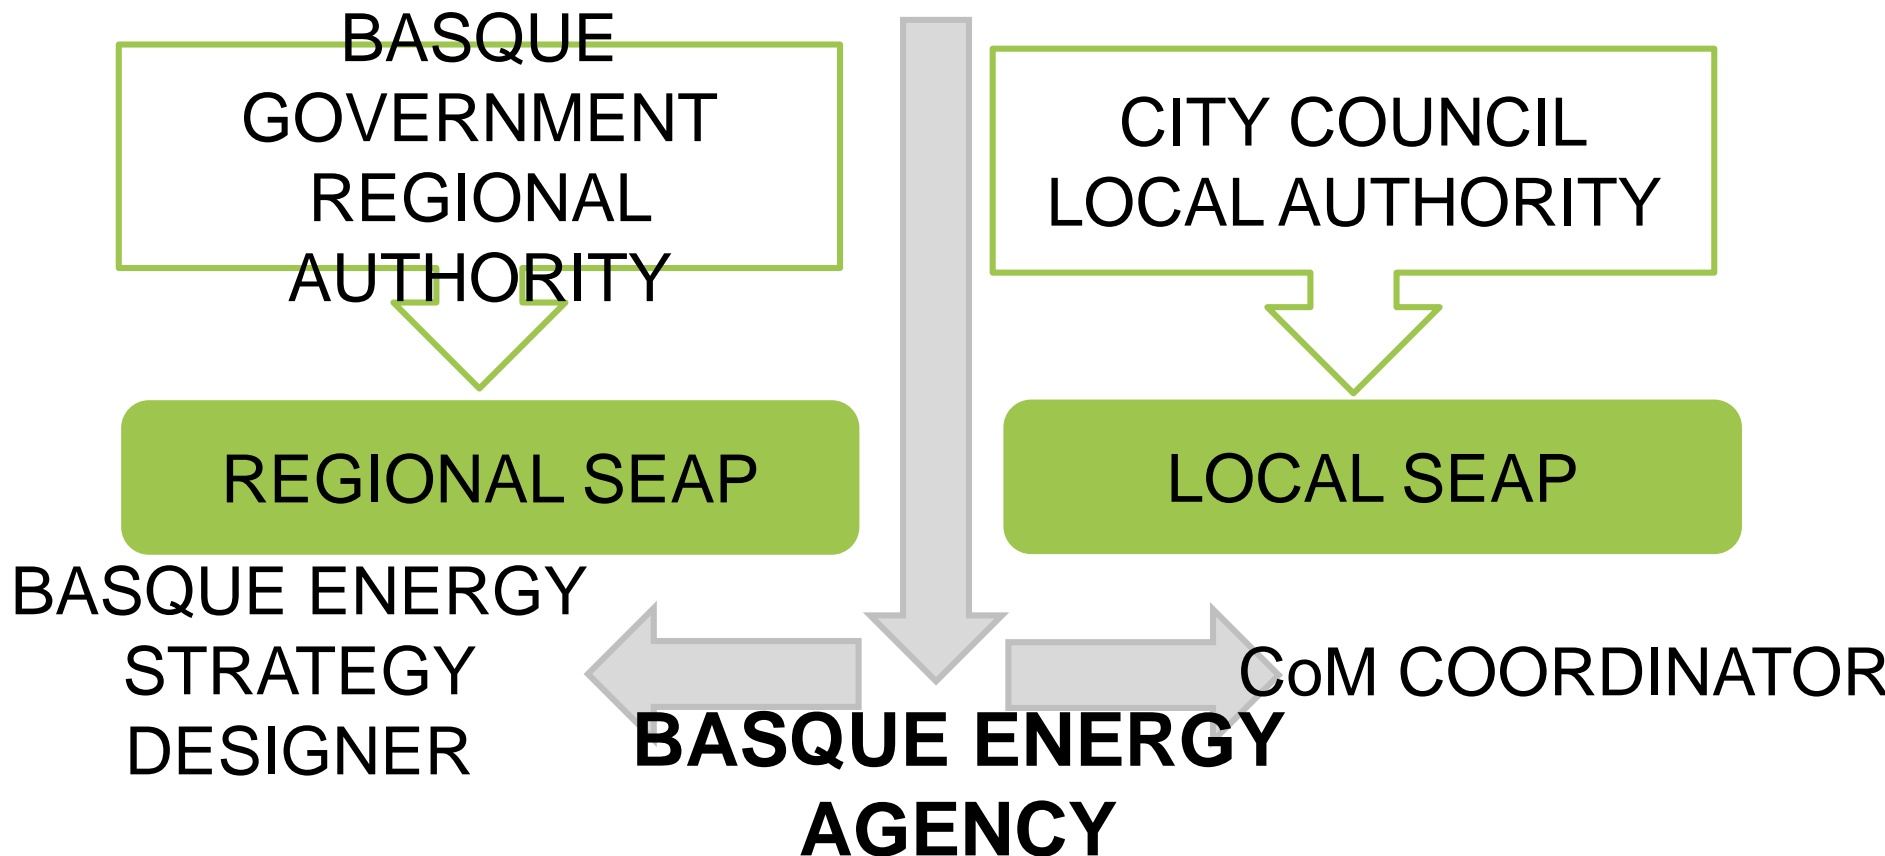 BASQUE
GOVERNMENT
REGIONAL
AUTHORITY
CITY COUNCIL
LOCAL AUTHORITY
REGIONAL SEAP
LOCAL SEAP
BASQUE ENERGY
STRATEGY
DESIGNER
CoM COORDINATOR
BASQUE ENERGY
AGENCY